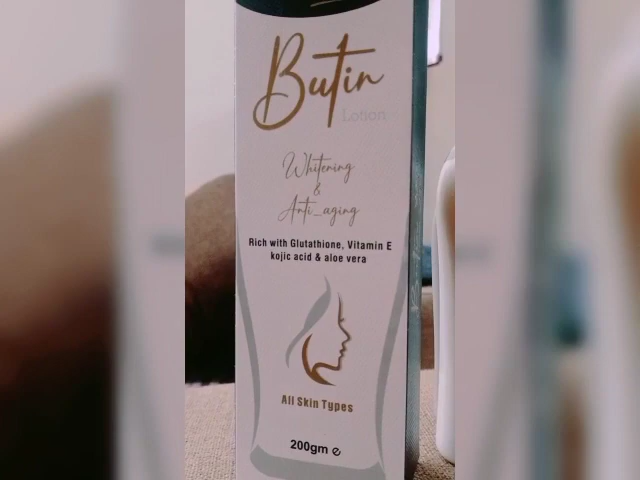 Butin
Lotion
Whitening
&
Anti_aging
Rich with Glutathione, Vitamin E
kojic acid & aloe vera
All Skin Types
200gm ℮